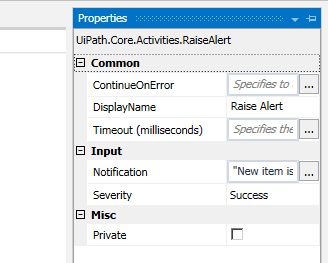 Properties
UiPath.Core.Activities.RaiseAlert
Common
ContinueOnError Specifies to ...
DisplayName Raise Alert
Timeout (milliseconds) Specifies the ...
Input
Notification "New item is ...
Severity Success
Misc
Private